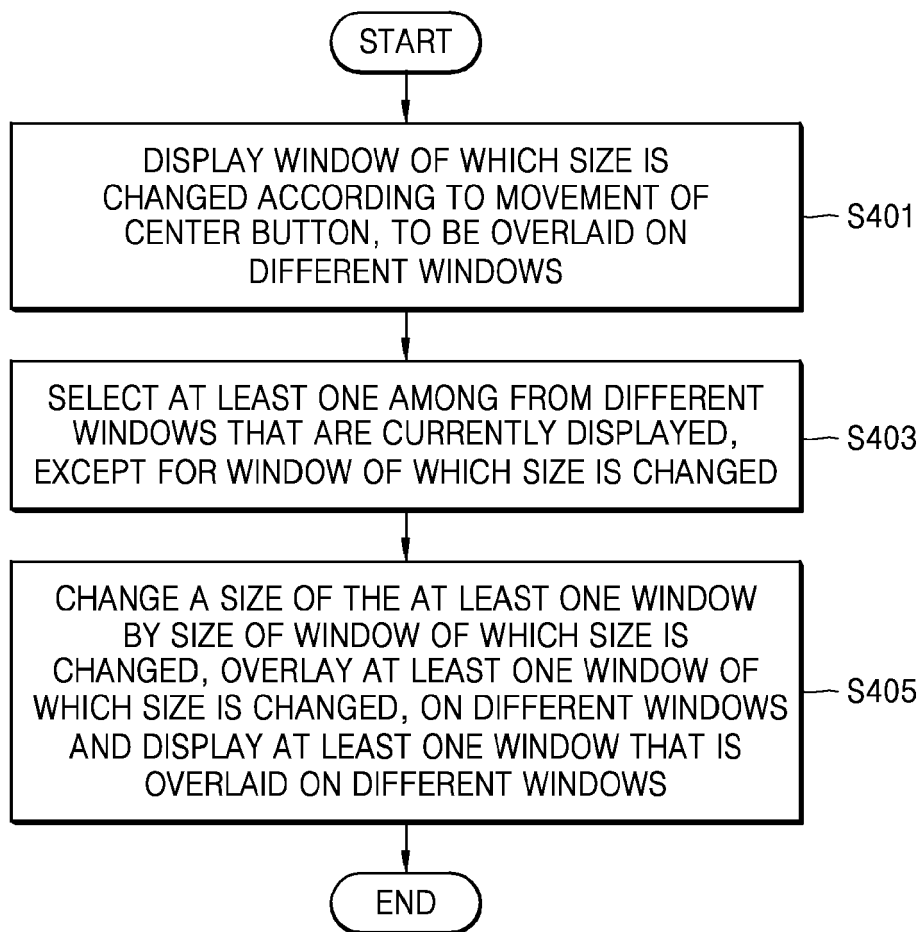 START
DISPLAY WINDOW OF WHICH SIZE IS
CHANGED ACCORDING TO MOVEMENT OF
CENTER BUTTON, TO BE OVERLAID ON
DIFFERENT WINDOWS
S401
SELECT AT LEAST ONE AMONG FROM DIFFERENT
WINDOWS THAT ARE CURRENTLY DISPLAYED,
EXCEPT FOR WINDOW OF WHICH SIZE IS CHANGED
S403
CHANGE A SIZE OF THE AT LEAST ONE WINDOW
BY SIZE OF WINDOW OF WHICH SIZE IS
CHANGED, OVERLAY AT LEAST ONE WINDOW OF
WHICH SIZE IS CHANGED, ON DIFFERENT WINDOWS
AND DISPLAY AT LEAST ONE WINDOW THAT IS
OVERLAID ON DIFFERENT WINDOWS
S405
END